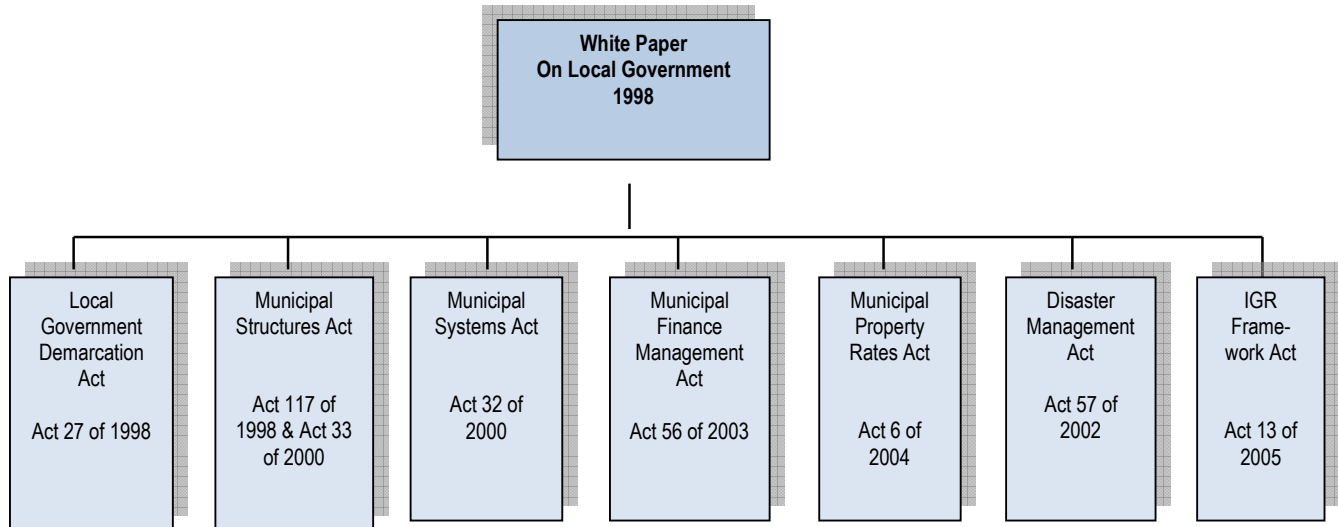 White Paper
On Local Government
1998
Local
Government
Demarcation
Act
Act 27 of 1998
Municipal
Structures Act
Act 117 of
1998 & Act 33
of 2000
Municipal
Systems Act
Act 32 of
2000
Municipal
Finance
Management
Act
Act 56 of 2003
Municipal
Property
Rates Act
Act 6 of
2004
Disaster
Management
Act
Act 57 of
2002
IGR
Frame-
work Act
Act 13 of
2005